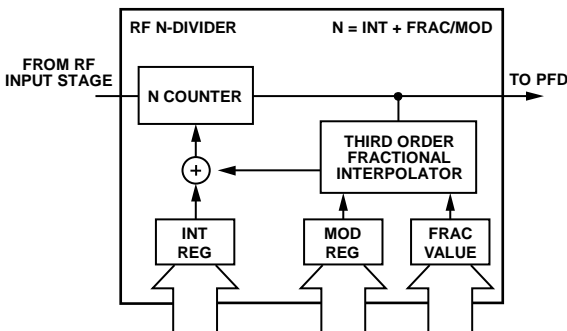 RF N-DIVIDER
N = INT + FRAC/MOD
FROM RF
INPUT STAGE
N COUNTER
TO PFD
THIRD ORDER
FRACTIONAL
INTERPOLATOR
+
INT
REG
MOD
REG
FRAC
VALUE